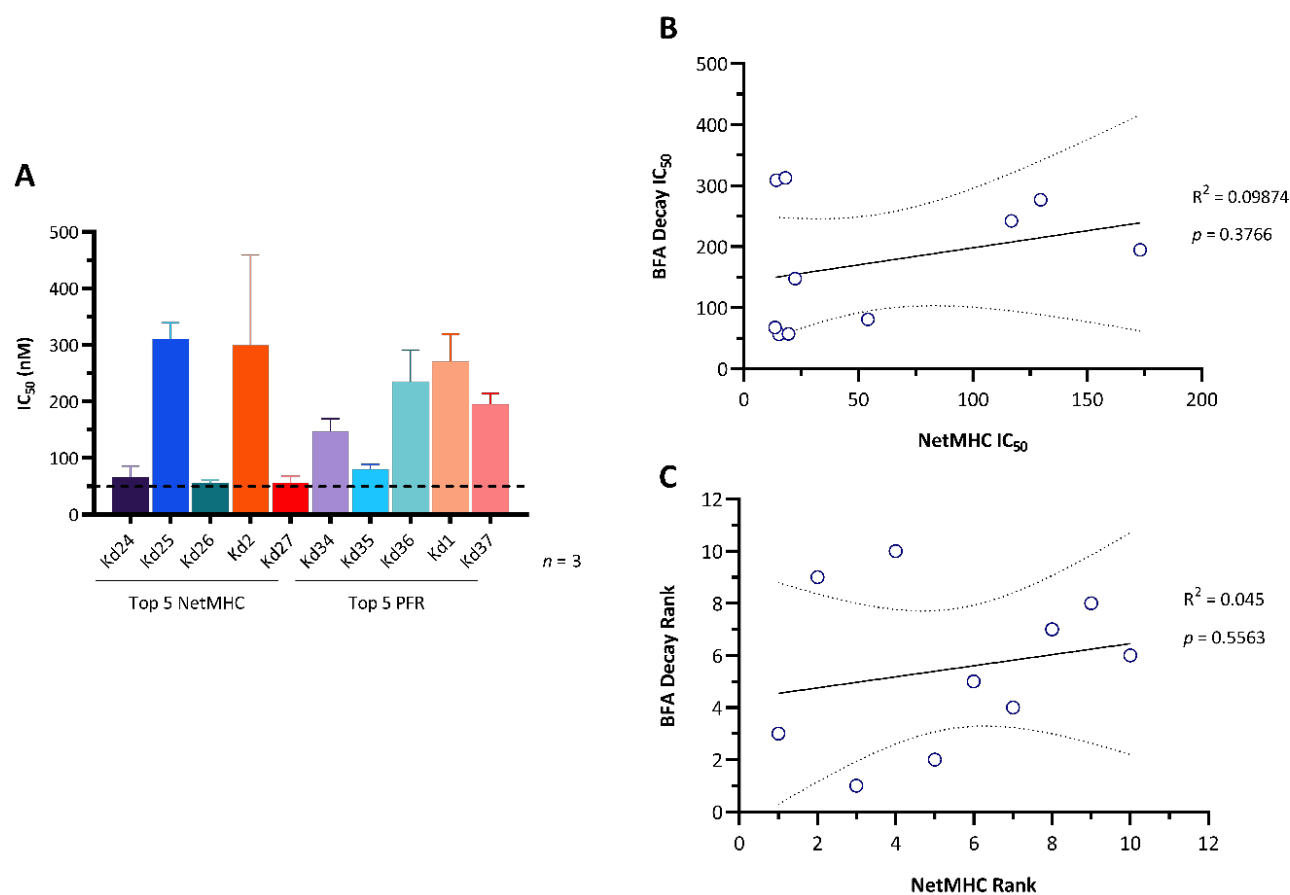 A
IC50 (nM)
500
400
300
200
100
0
Kd24
Kd25
Kd26
Kd2
Kd27
Kd34
Kd35
Kd36
Kd1
Kd37
n = 3
Top 5 NetMHC
Top 5 PFR
B
BFA Decay IC50
500
400
300
200
100
0
0
50
100
150
200
NetMHC IC50
R2 = 0.09874
p = 0.3766
C
BFA Decay Rank
12
10
8
6
4
2
0
0
2
4
6
8
10
12
NetMHC Rank
R2 = 0.045
p = 0.5563